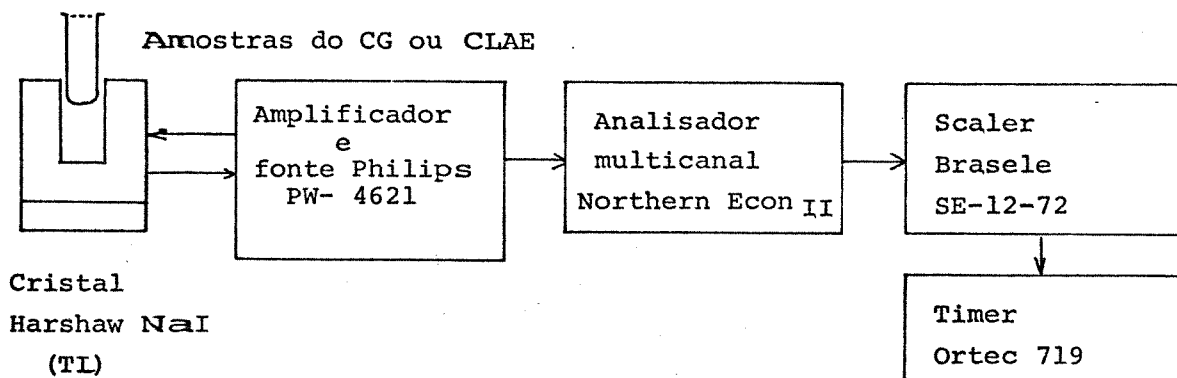 Amostras do CG ou CLAE
Amplificador
e
fonte Philips
PW- 4621
Analisador
multicanal
Northern Econ II
Scaler
Brasele
SE-12-72
Cristal
Harshaw NaI
(TL)
Timer
Ortec 719